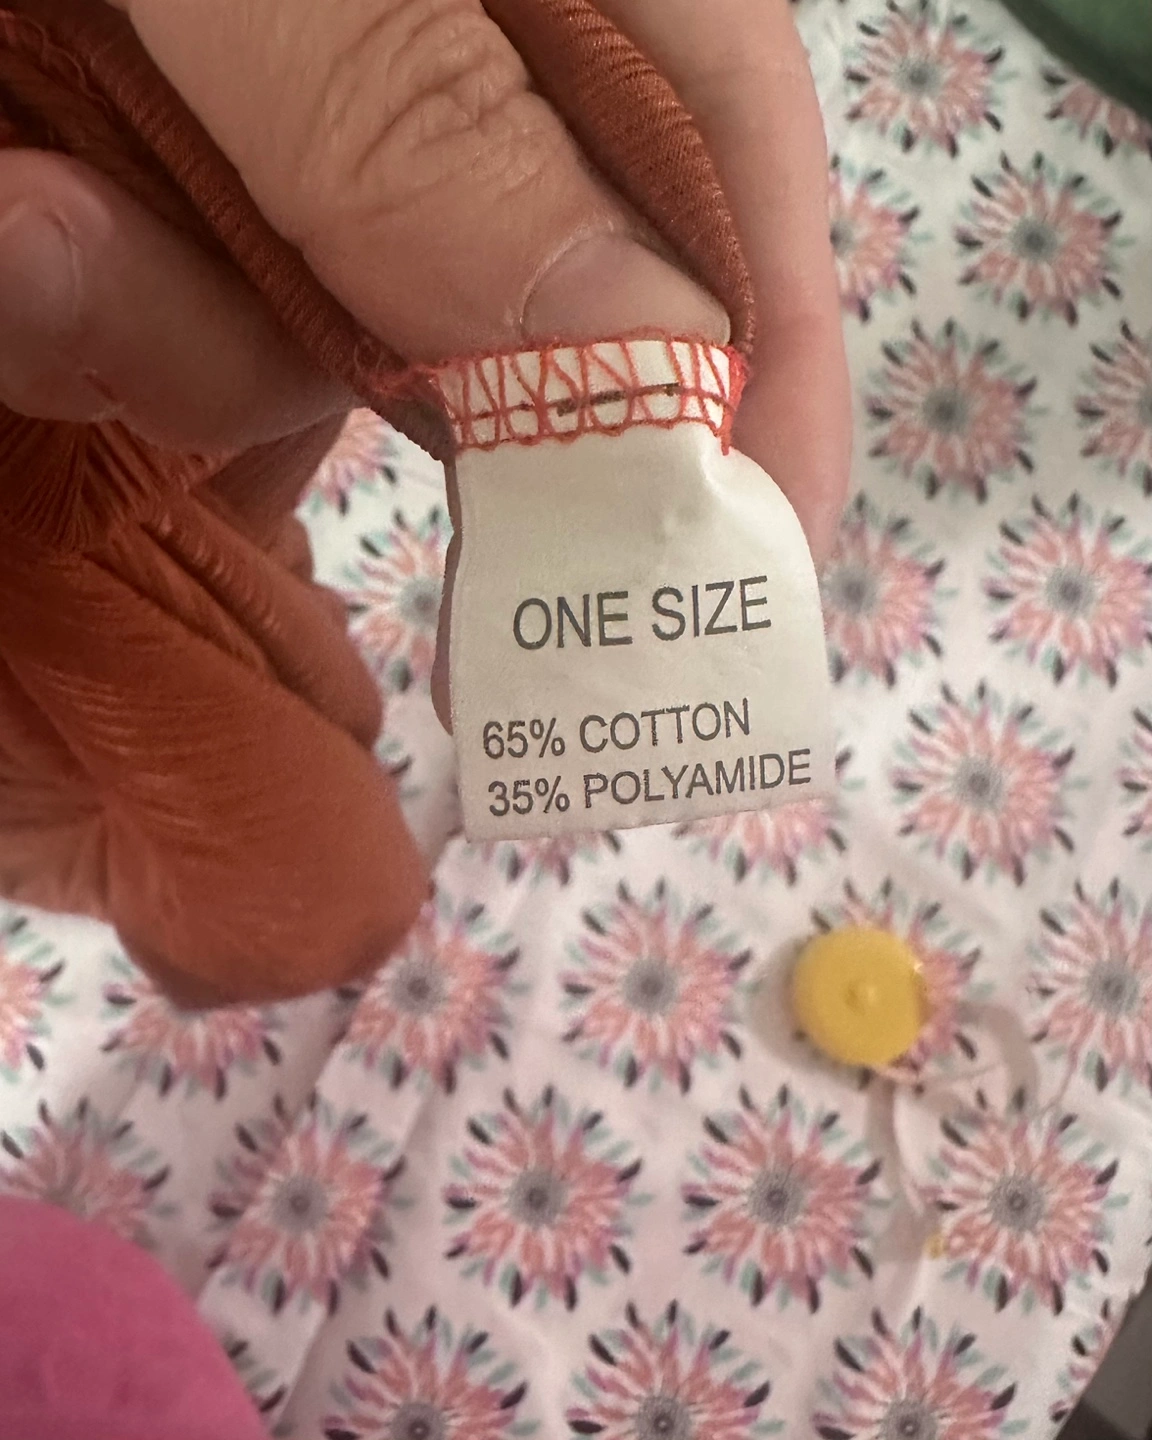 ONE SIZE
65% COTTON
35% POLYAMIDE